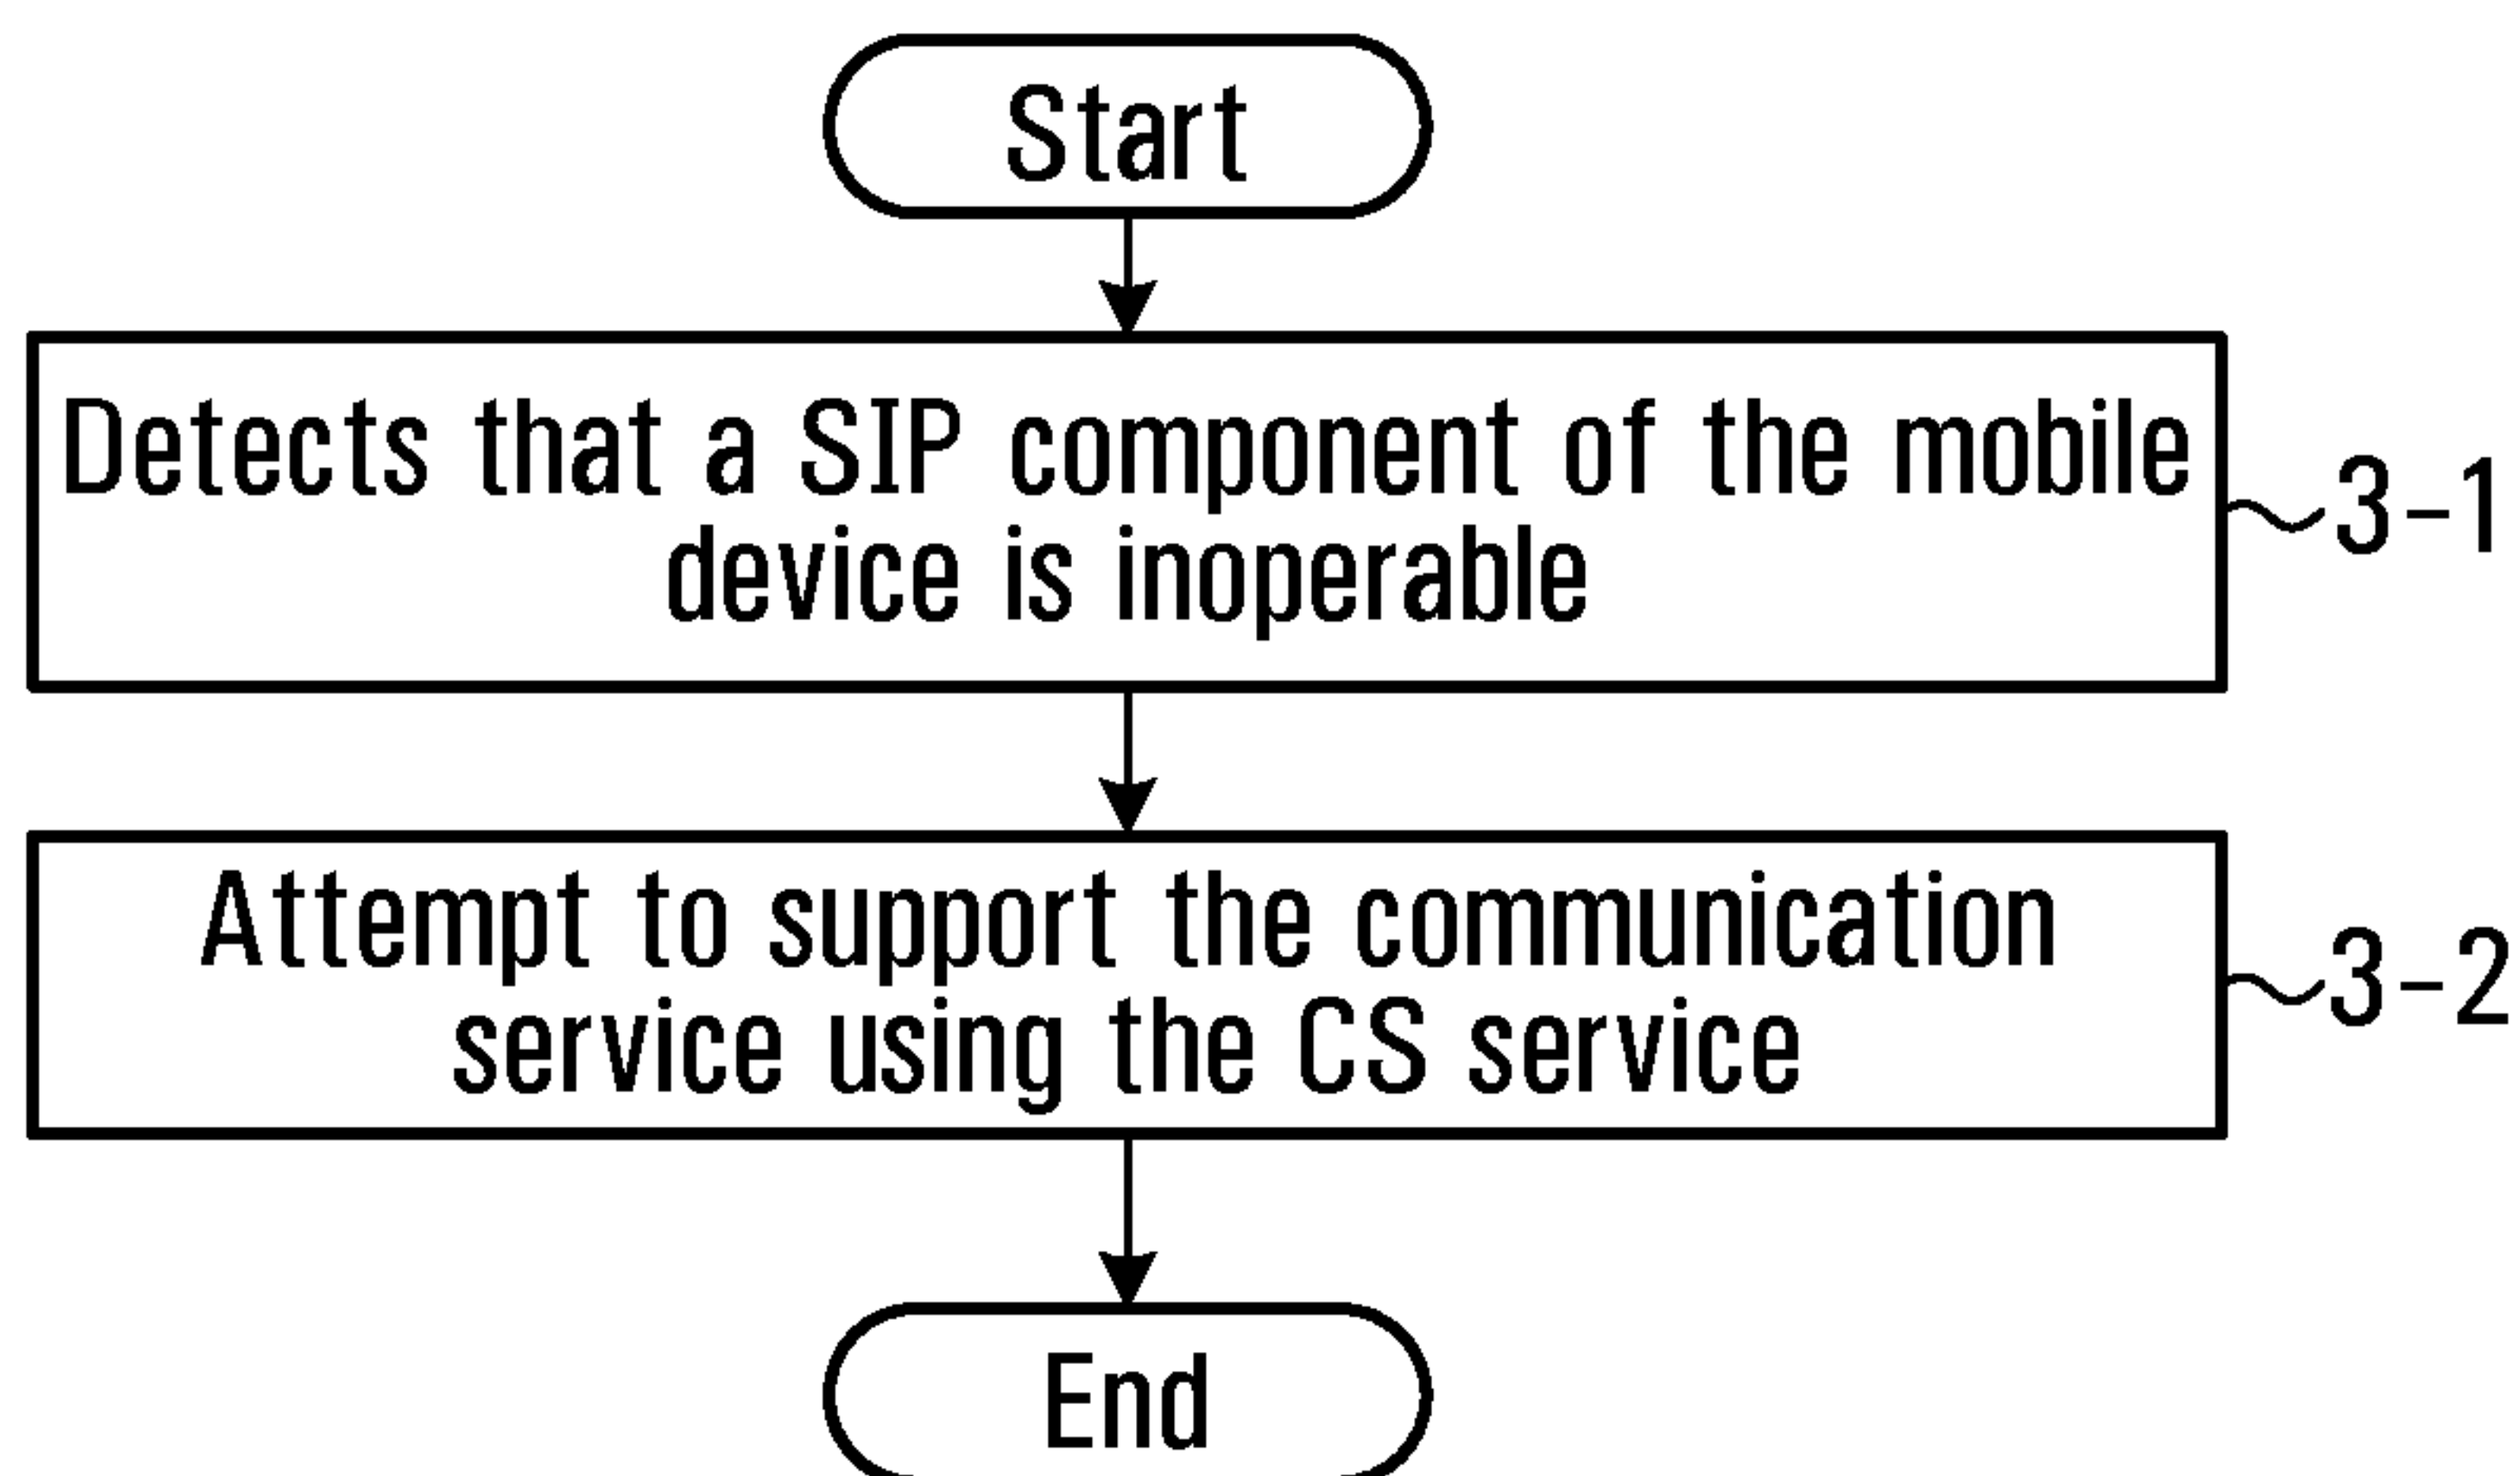 Start
Detects that a SIP component of the mobile
device is inoperable
3-1
Attempt to support the communication
service using the CS service
3-2
End